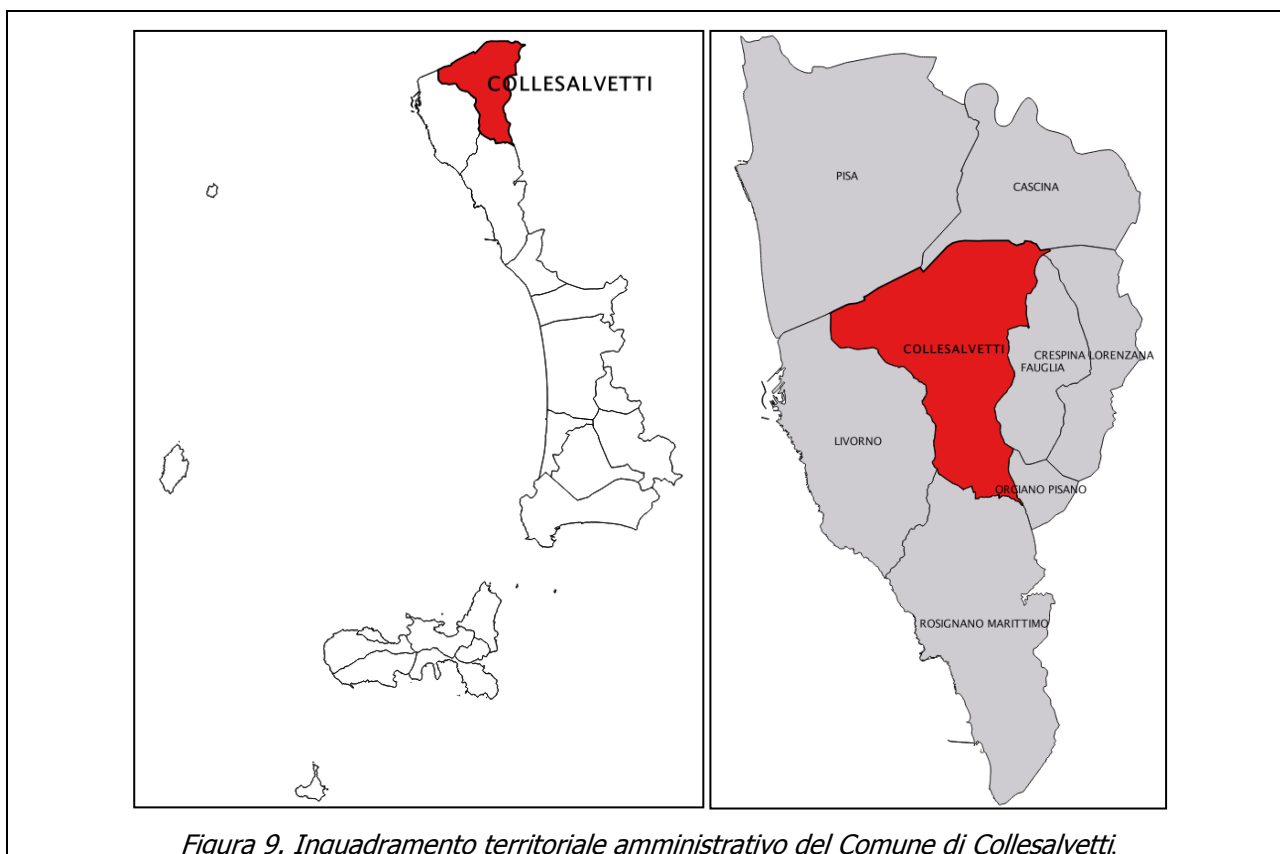 COLLESALVETTI
PISA
CASCINA
COLLESALVETTI
CRESPINA LORENZANA
FAUGLIA
LIVORNO
ORGIANO PISANO
ROSIGNANO MARITTIMO
Figura 9. Inquadramento territoriale amministrativo del Comune di Collesalvetti.